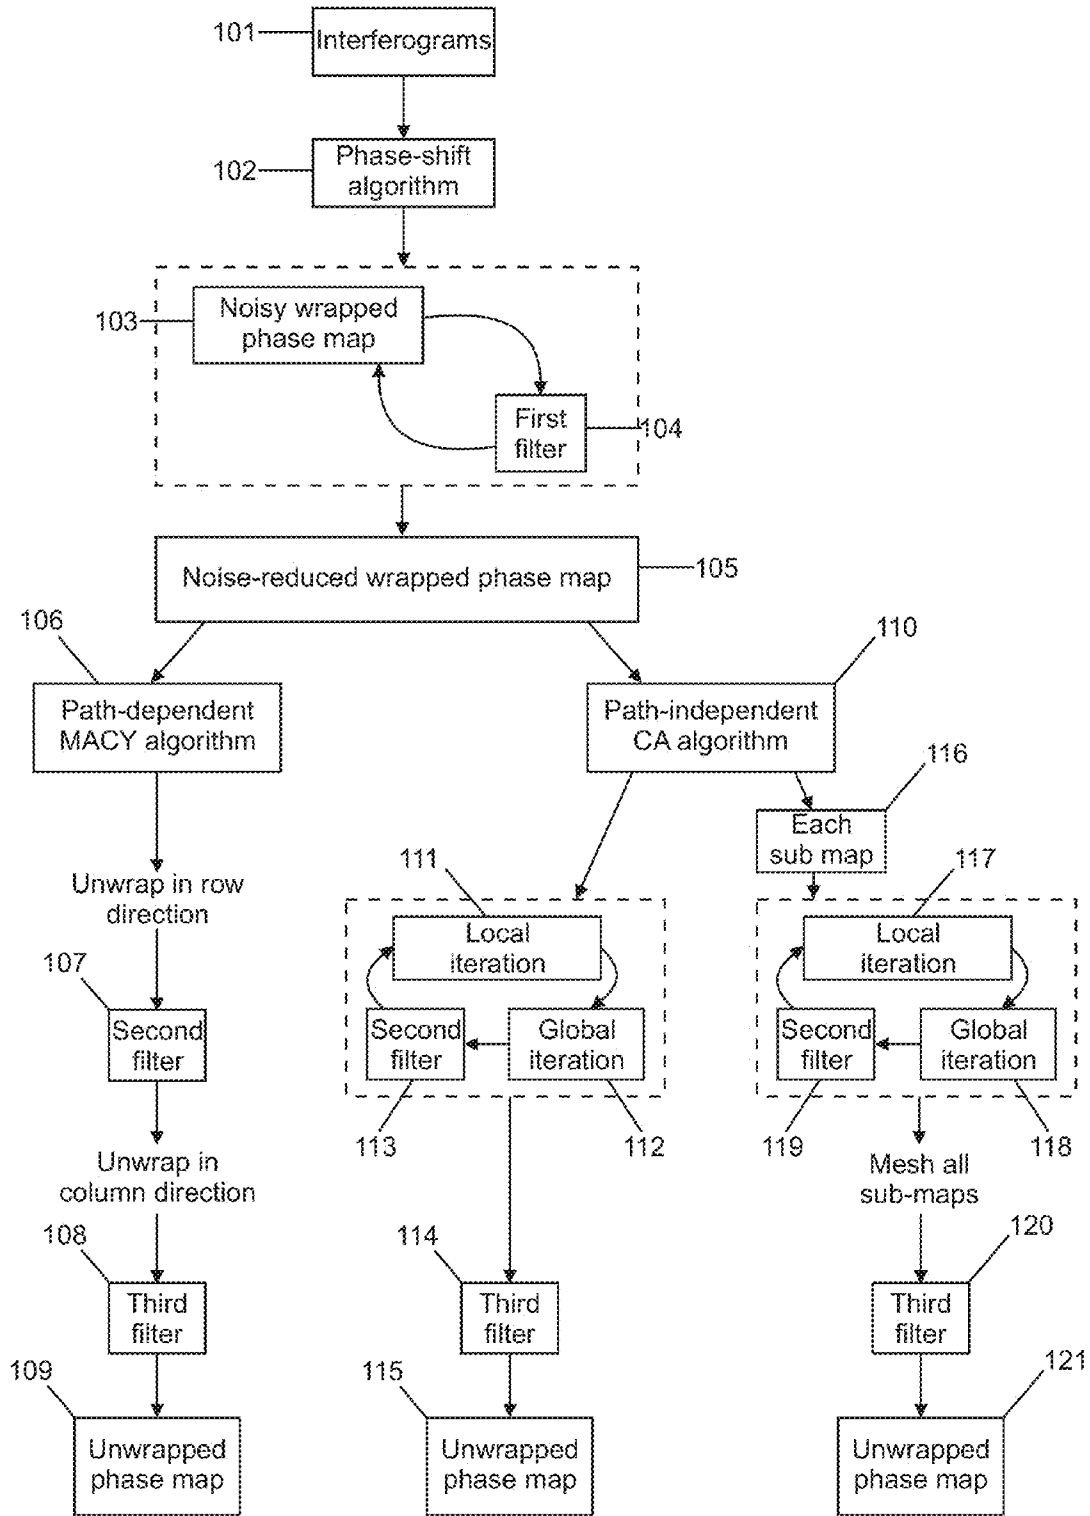 101
Interferograms
102
Phase-shift
algorithm
103
Noisy wrapped
phase map
First
filter
104
Noise-reduced wrapped phase map
105
106
Path-dependent
MACY algorithm
110
Path-independent
CA algorithm
116
Each
sub map
Unwrap in row
direction
111
Local
iteration
117
Local
iteration
107
Second
filter
Second
filter
Global
iteration
Second
filter
Global
iteration
113
112
119
118
Unwrap in
column direction
Mesh all
sub-maps
108
Third
filter
114
Third
filter
120
Third
filter
109
Unwrapped
phase map
115
Unwrapped
phase map
121
Unwrapped
phase map